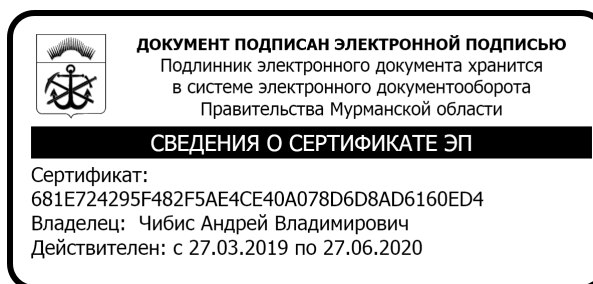 ДОКУМЕНТ ПОДПИСАН ЭЛЕКТРОННОЙ ПОДПИСЬЮ
Подлинник электронного документа хранится
в системе электронного документооборота
Правительства Мурманской области
СВЕДЕНИЯ О СЕРТИФИКАТЕ ЭП
Сертификат:
681E724295F482F5AE4CE40A078D6D8AD6160ED4
Владелец: Чибис Андрей Владимирович
Действителен: с 27.03.2019 по 27.06.2020